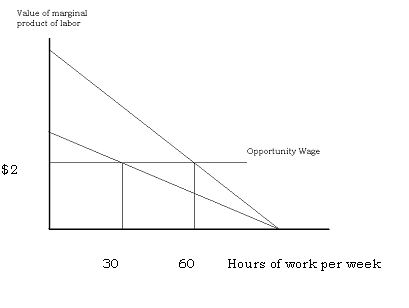 Value of marginal
product of labor
Opportunity Wage
$2
30 60 Hours of work per week